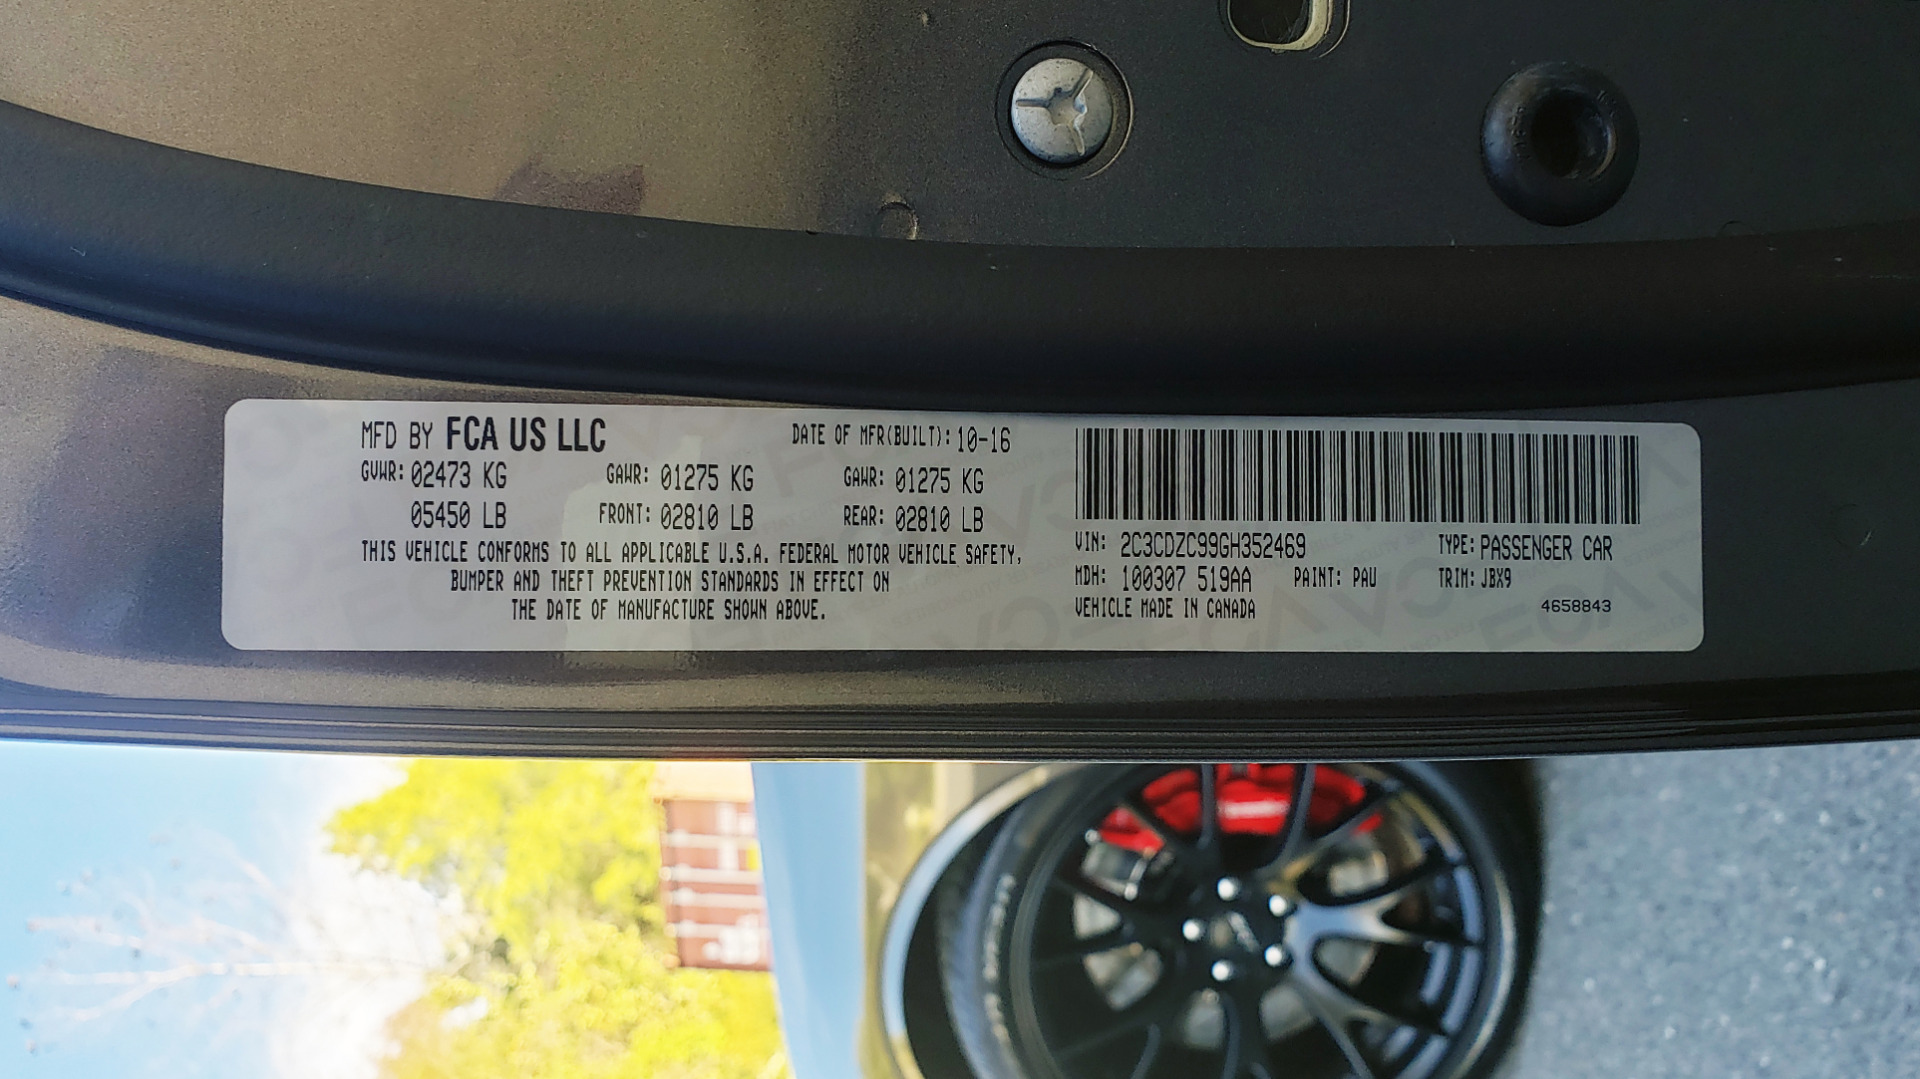 MFD BY FCA US LLC
DATE OF MFR(BUILT): 10-16
GVWR: 02473 KG GAWR: 01275 KG GAWR: 01275 KG
05450 LB FRONT: 02810 LB REAR: 02810 LB
THIS VEHICLE CONFORMS TO ALL APPLICABLE U.S.A. FEDERAL MOTOR VEHICLE SAFETY,
BUMPER AND THEFT PREVENTION STANDARDS IN EFFECT ON
THE DATE OF MANUFACTURE SHOWN ABOVE.
VIN: 2C3CDZC99GH352469 TYPE: PASSENGER CAR
MDH: 100307 519AA PAINT: PAU TRIM: JBX9
VEHICLE MADE IN CANADA 4658843